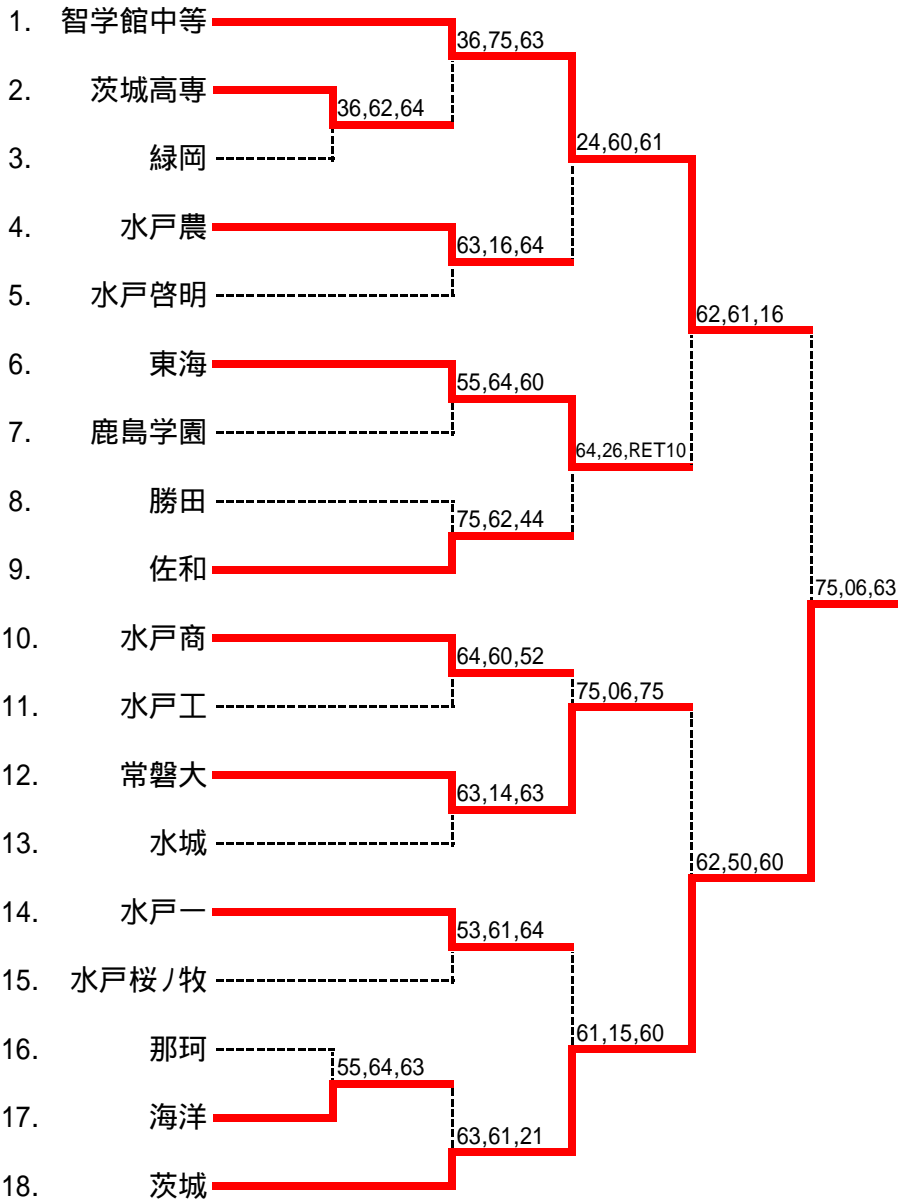 1. 智学館中等
36,75,63
2. 茨城高専
36,62,64
24,60,61
3. 緑岡
4. 水戸農
63,16,64
5. 水戸啓明
62,61,16
6. 東海
55,64,60
7. 鹿島学園
64,26,RET10
8. 勝田
75,62,44
9. 佐和
75,06,63
10. 水戸商
64,60,52
75,06,75
11. 水戸工
12. 常磐大
63,14,63
13. 水城
62,50,60
14. 水戸一
53,61,64
15. 水戸桜ノ牧
61,15,60
16. 那珂
55,64,63
17. 海洋
63,61,21
18. 茨城